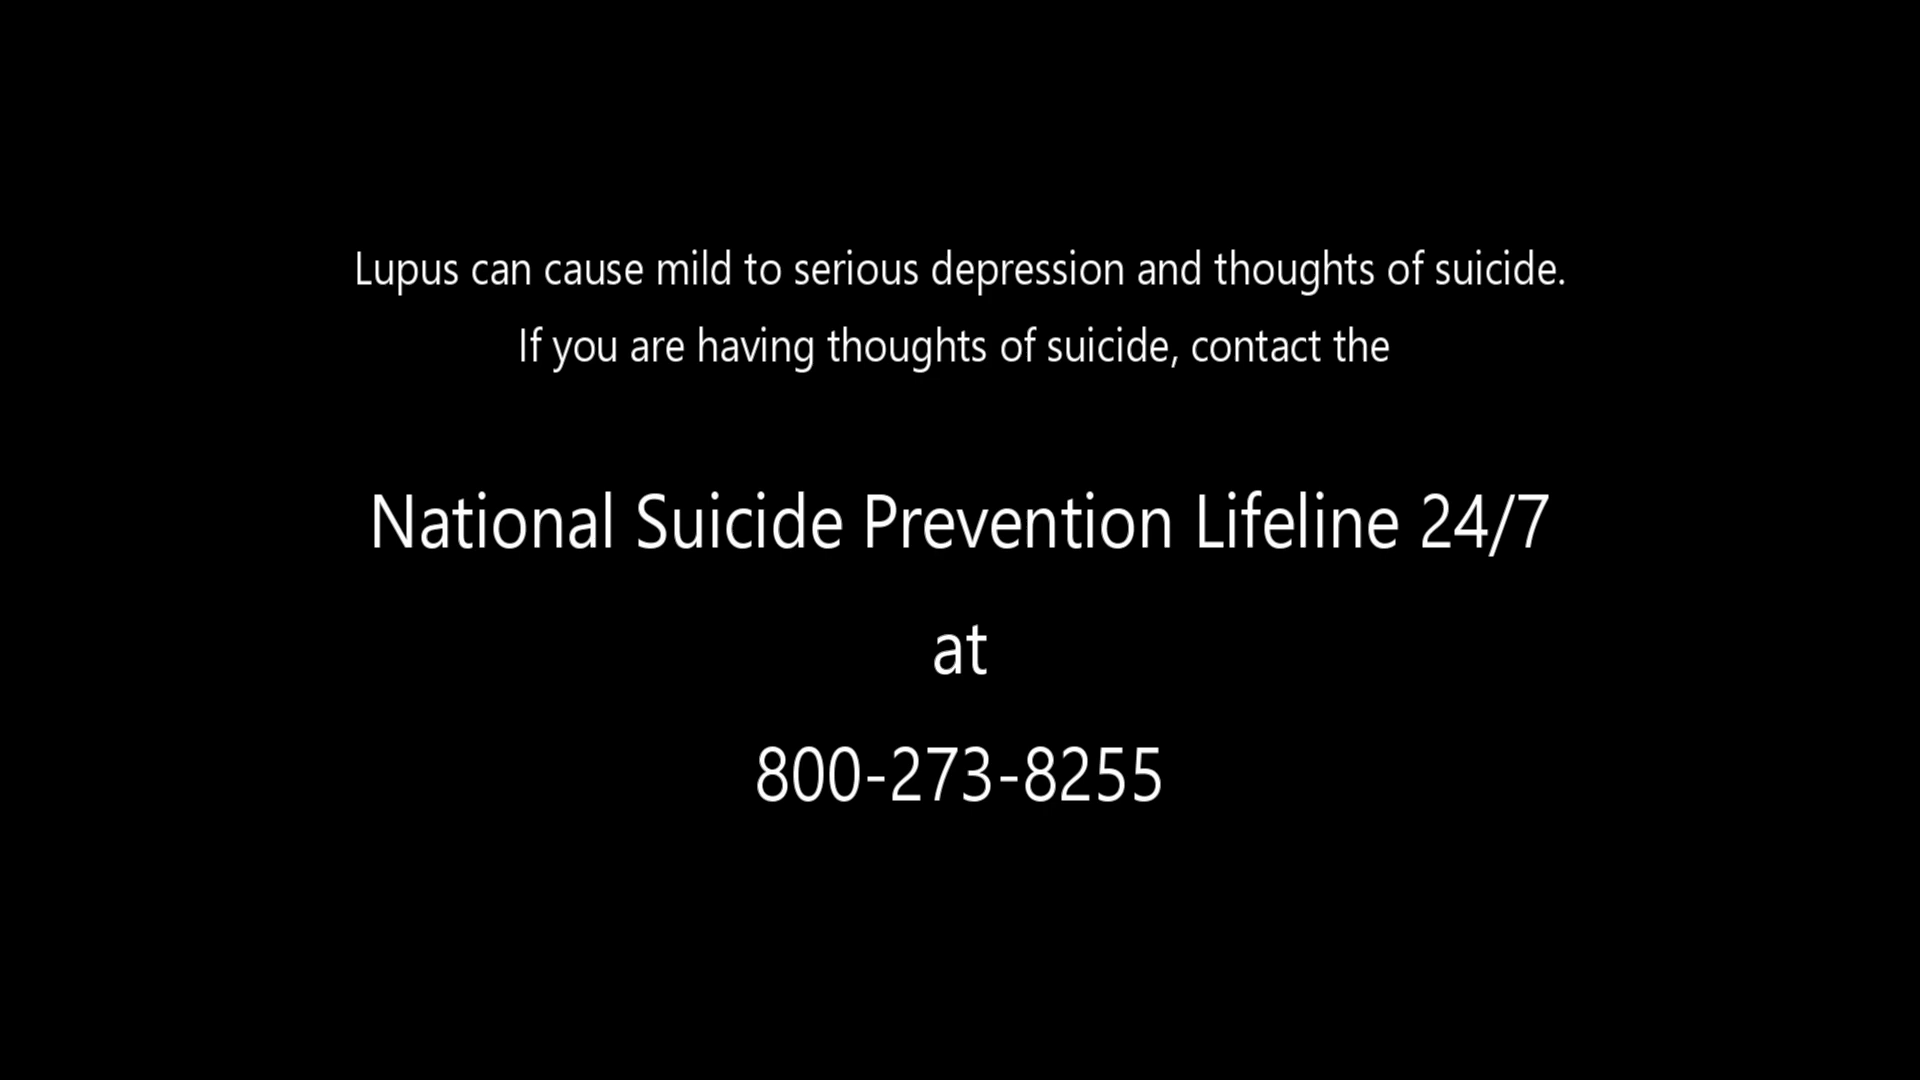 Lupus can cause mild to serious depression and thoughts of suicide.
If you are having thoughts of suicide, contact the
National Suicide Prevention Lifeline 24/7
at
800-273-8255